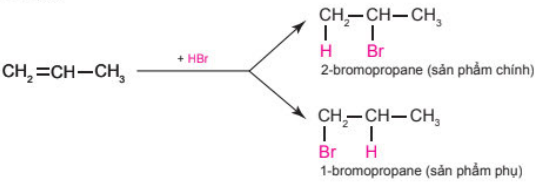 CH₂=CH—CH₃
+ HBr
CH₂—CH—CH₃
H Br
2-bromopropane (sản phẩm chính)
CH₂—CH—CH₃
Br H
1-bromopropane (sản phẩm phụ)